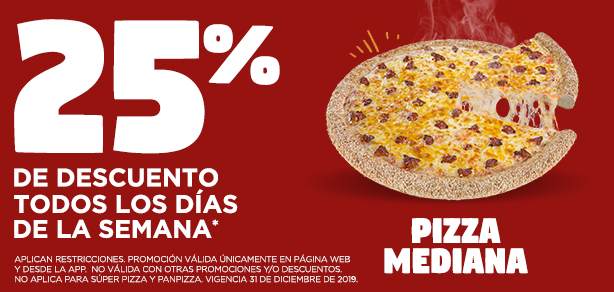 25%
DE DESCUENTO
TODOS LOS DÍAS
DE LA SEMANA*
APLICAN RESTRICCIONES. PROMOCIÓN VÁLIDA ÚNICAMENTE EN PÁGINA WEB
Y DESDE LA APP. NO VÁLIDA CON OTRAS PROMOCIONES Y/O DESCUENTOS.
NO APLICA PARA SÚPER PIZZA Y PANPIZZA. VIGENCIA 31 DE DICIEMBRE DE 2019.
PIZZA
MEDIANA